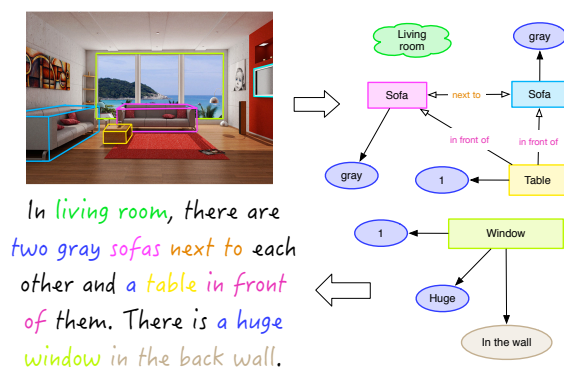 Living
room
gray
Sofa
next to
Sofa
in front of
in front of
gray
1
Table
In living room, there are
two gray sofas next to each
other and a table in front
of them. There is a huge
window in the back wall.
1
Window
Huge
In the wall